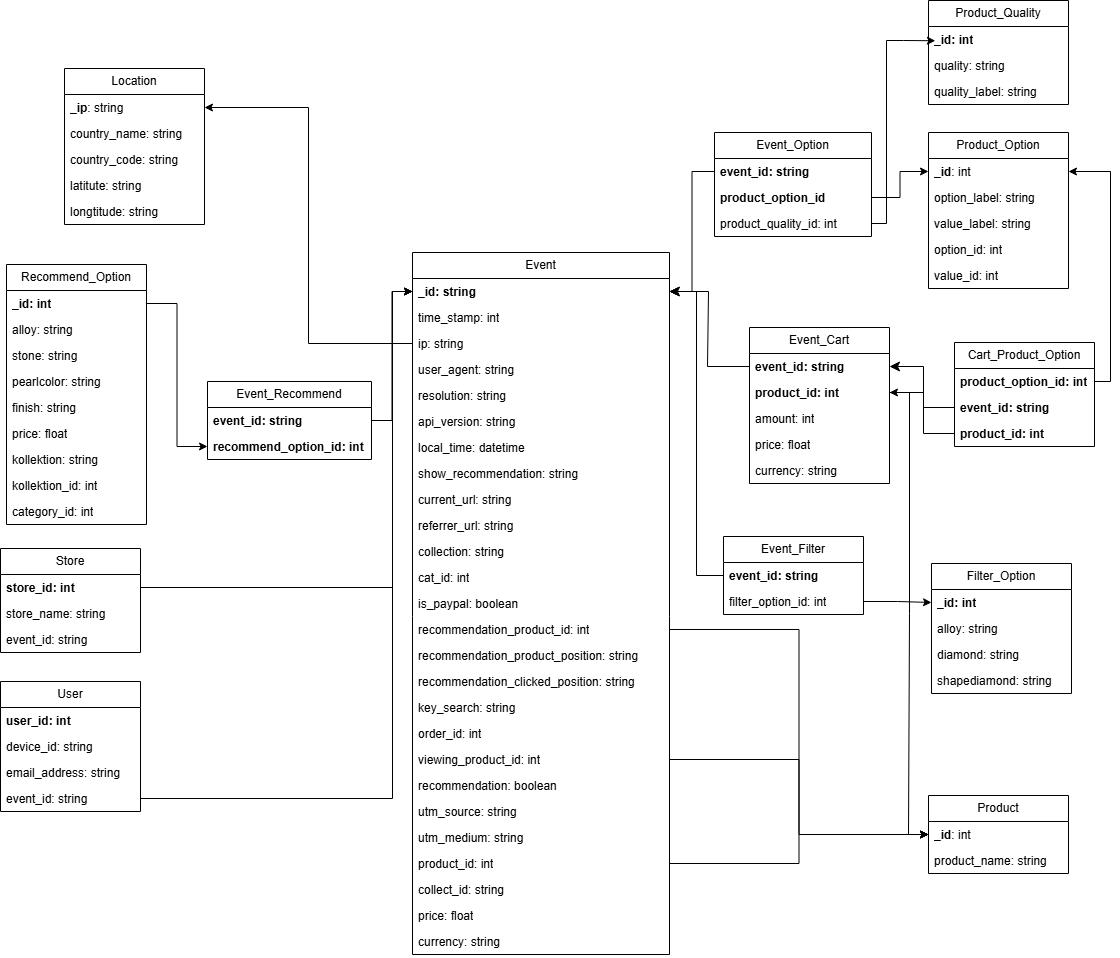 Product_Quality
_id: int
quality: string
quality_label: string
Location
_ip: string
country_name: string
country_code: string
latitute: string
longtitude: string
Event_Option
event_id: string
product_option_id
product_quality_id: int
Product_Option
_id: int
option_label: string
value_label: string
option_id: int
value_id: int
Event
_id: string
time_stamp: int
ip: string
user_agent: string
resolution: string
api_version: string
local_time: datetime
show_recommendation: string
current_url: string
referrer_url: string
collection: string
cat_id: int
is_paypal: boolean
recommendation_product_id: int
recommendation_product_position: string
recommendation_clicked_position: string
key_search: string
order_id: int
viewing_product_id: int
recommendation: boolean
utm_source: string
utm_medium: string
product_id: int
collect_id: string
price: float
currency: string
Recommend_Option
_id: int
alloy: string
stone: string
pearlcolor: string
finish: string
price: float
kollektion: string
kollektion_id: int
category_id: int
Event_Recommend
event_id: string
recommend_option_id: int
Event_Cart
event_id: string
product_id: int
amount: int
price: float
currency: string
Cart_Product_Option
product_option_id: int
event_id: string
product_id: int
Store
store_id: int
store_name: string
event_id: string
Event_Filter
event_id: string
filter_option_id: int
Filter_Option
_id: int
alloy: string
diamond: string
shapediamond: string
User
user_id: int
device_id: string
email_address: string
event_id: string
Product
_id: int
product_name: string